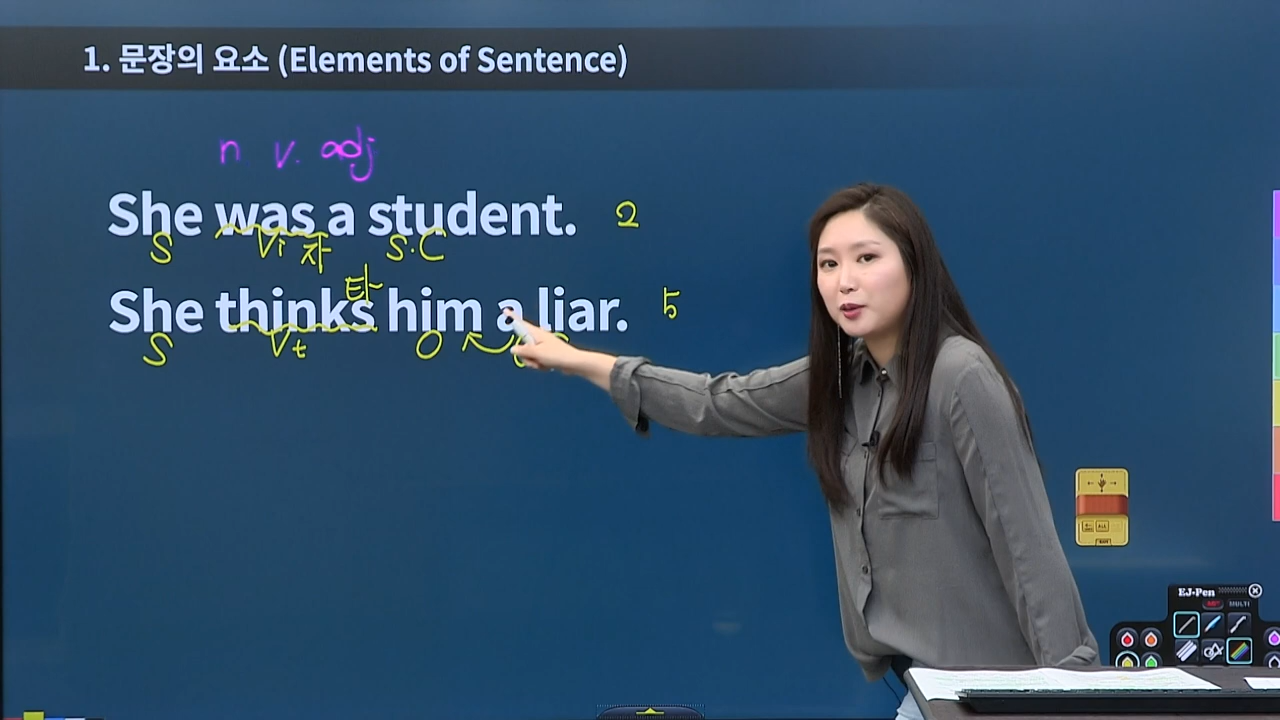 1. 문장의 요소 (Elements of Sentence)
n v. adj
She was a student. 2
S Vi 자 S.C
타
She thinks him a liar. 5
S Vt O
EJ-Pen
MULTI